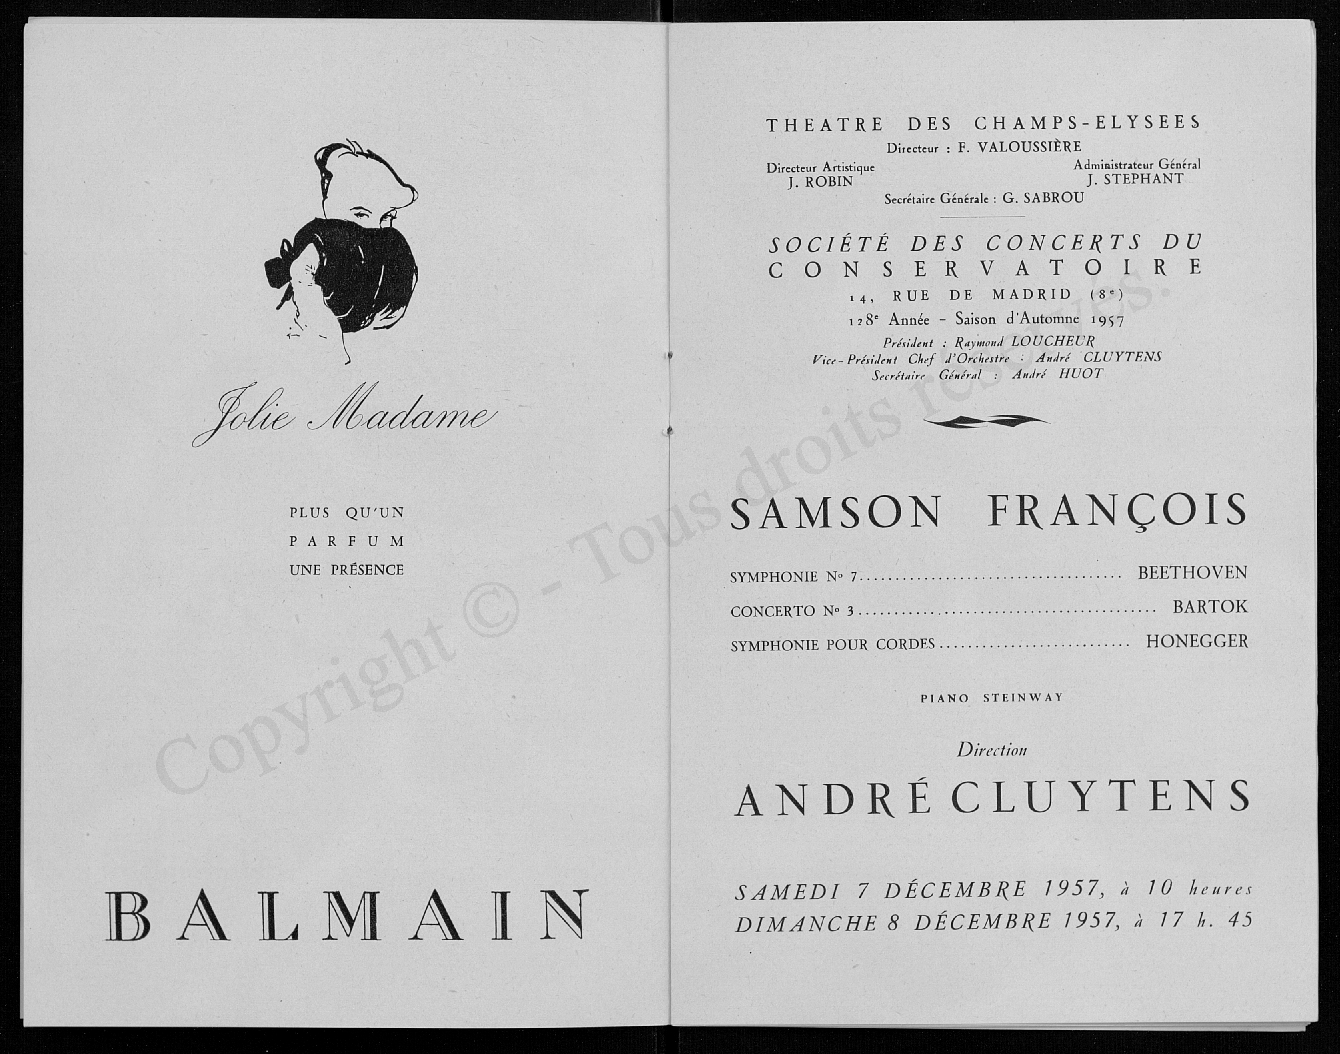 Jolie Madame
PLUS QU'UN
PARFUM
UNE PRÉSENCE
BALMAIN
THEATRE DES CHAMPS-ELYSEES
Directeur : F. VALOUSSIÈRE
Directeur Artistique Administrateur Général
J. ROBIN J. STEPHANT
Secrétaire Générale : G. SABROU
SOCIÉTÉ DES CONCERTS DU
CONSERVATOIRE
14, RUE DE MADRID (8e)
128e Année - Saison d'Automne 1957
Président : Raymond LOUCHEUR
Vice-Président Chef d'Orchestre : André CLUYTENS
Secrétaire Général : André HUOT
SAMSON FRANÇOIS
SYMPHONIE No 7.................................... BEETHOVEN
CONCERTO No 3......................................... BARTOK
SYMPHONIE POUR CORDES.......................... HONEGGER
PIANO STEINWAY
Direction
ANDRÉ CLUYTENS
SAMEDI 7 DÉCEMBRE 1957, à 10 heures
DIMANCHE 8 DÉCEMBRE 1957, à 17 h. 45
Copyright © - Tous droits réservés.